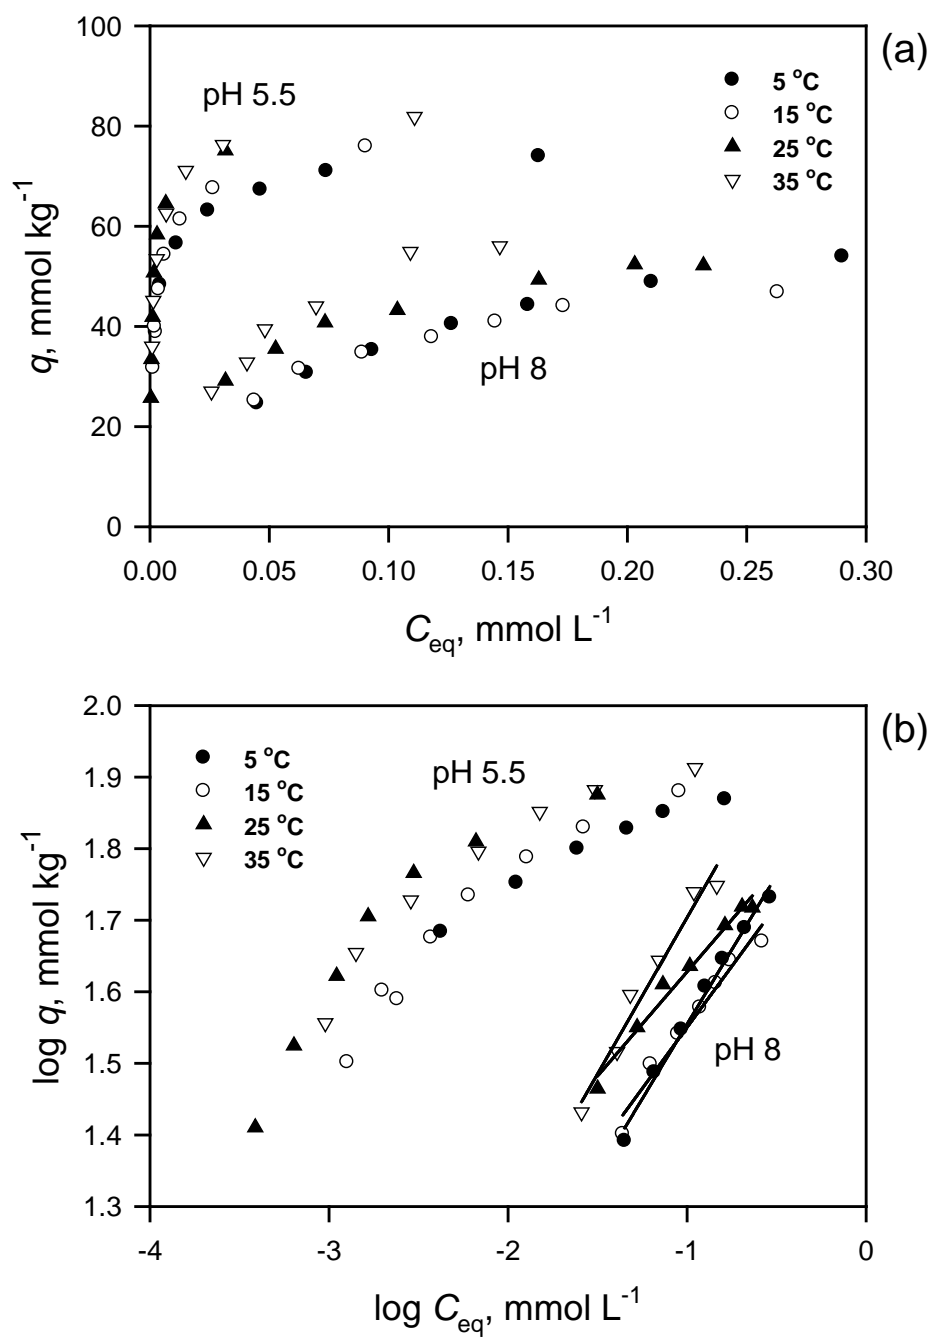 (a)
100
80
60
40
20
0
q, mmol kg⁻¹
pH 5.5
5 °C
15 °C
25 °C
35 °C
pH 8
0.00 0.05 0.10 0.15 0.20 0.25 0.30
C_eq, mmol L⁻¹
(b)
2.0
1.9
1.8
1.7
1.6
1.5
1.4
1.3
log q, mmol kg⁻¹
5 °C
15 °C
25 °C
35 °C
pH 5.5
pH 8
-4 -3 -2 -1 0
log C_eq, mmol L⁻¹